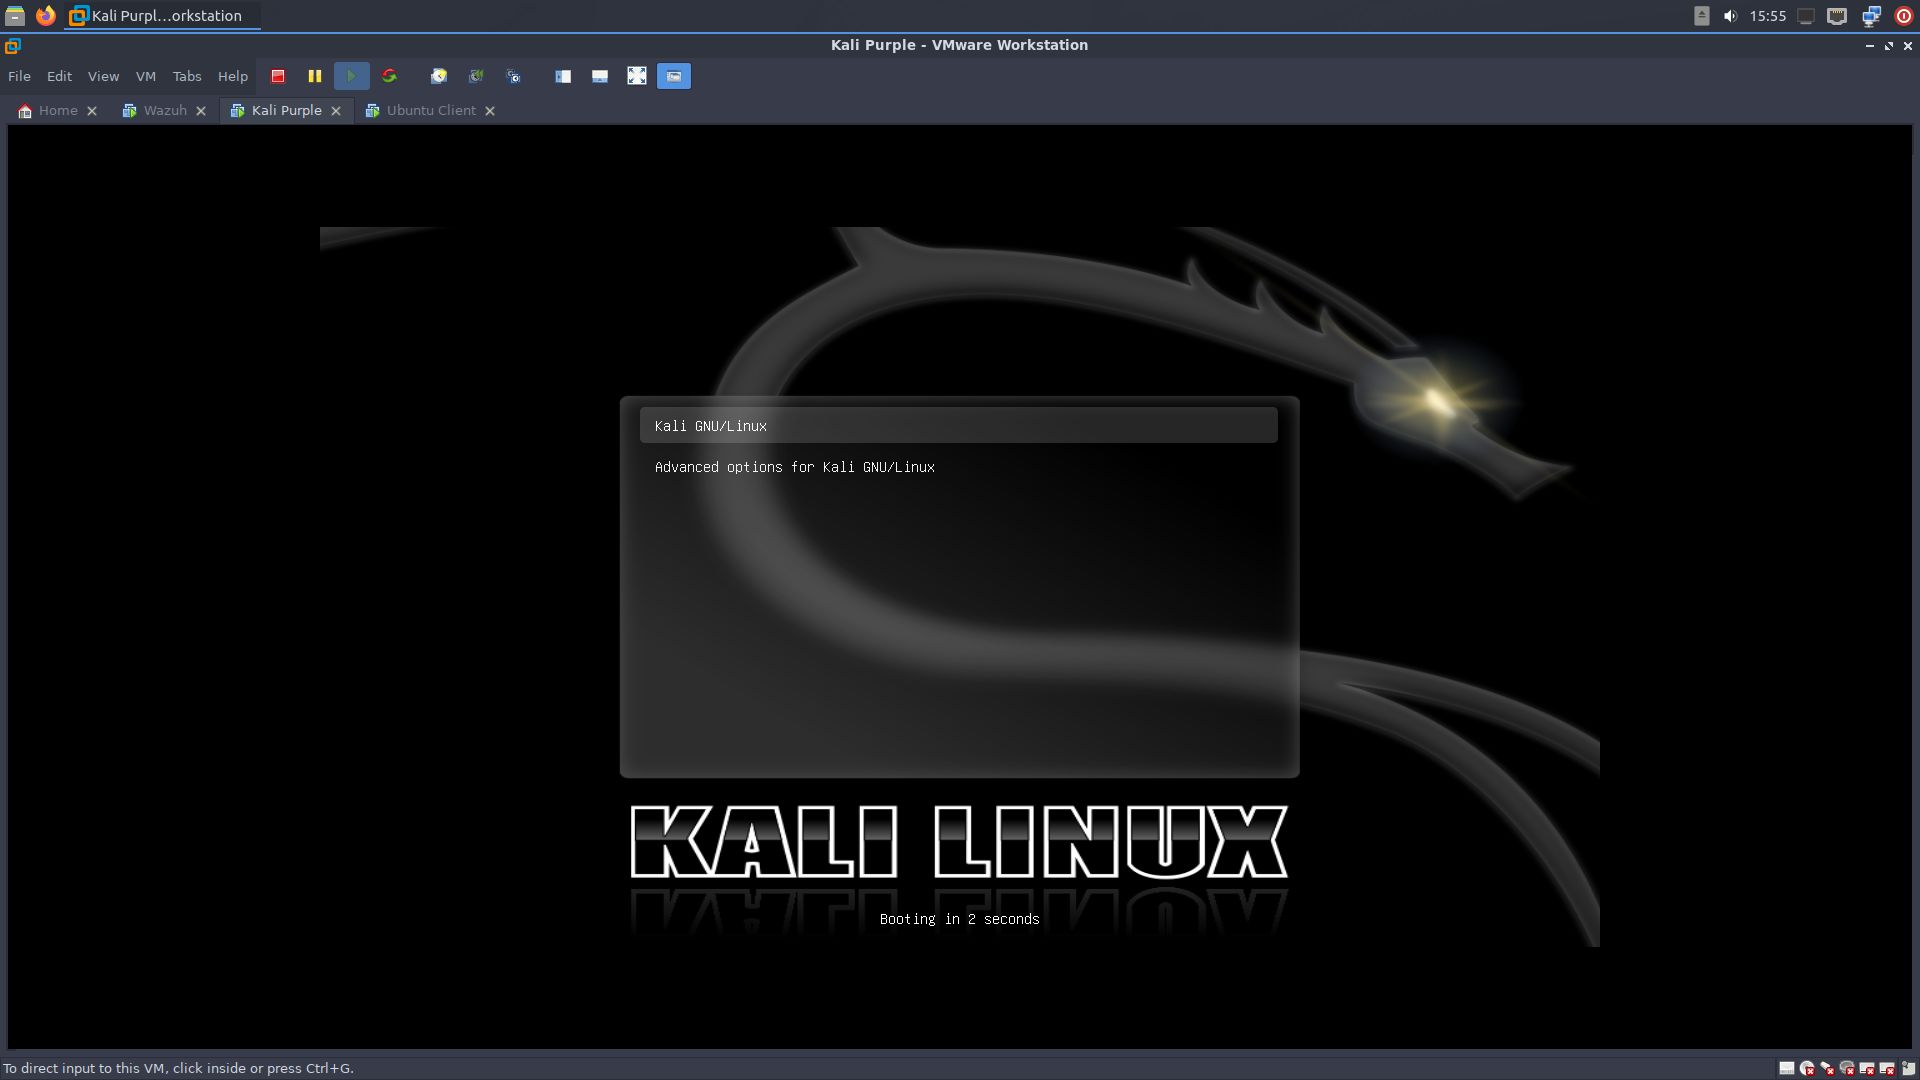 Kali Purpl...orkstation
15:55
Kali Purple - VMware Workstation
File Edit View VM Tabs Help
Home Wazuh Kali Purple Ubuntu Client
Kali GNU/Linux
Advanced options for Kali GNU/Linux
KALI LINUX
Booting in 2 seconds
To direct input to this VM, click inside or press Ctrl+G.